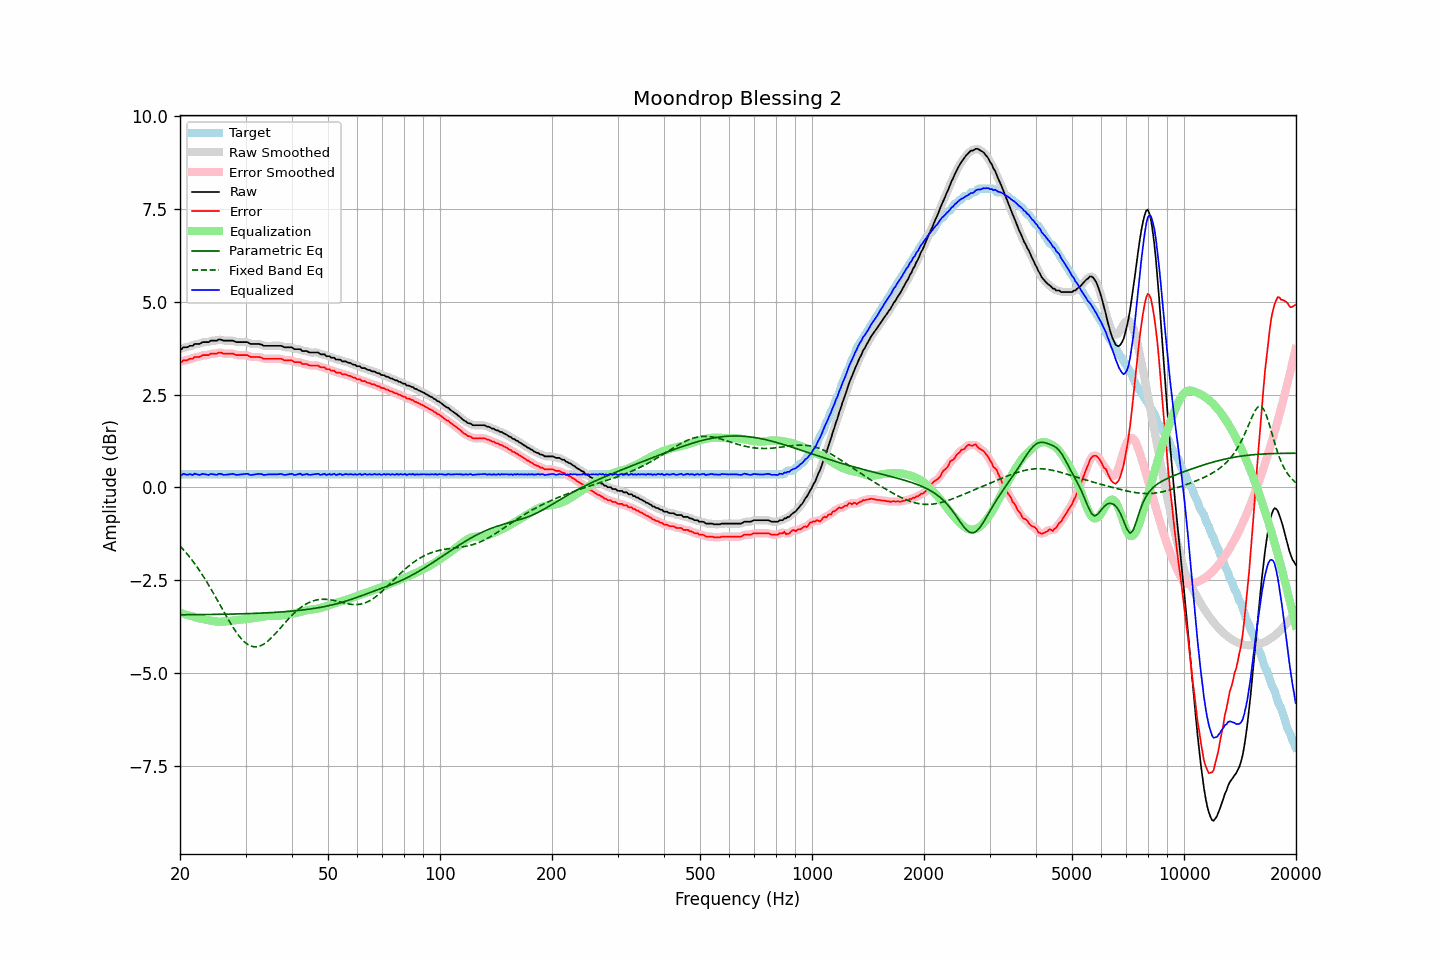 Moondrop Blessing 2
Amplitude (dBr)
10.0
7.5
5.0
2.5
0.0
−2.5
−5.0
−7.5
Target
Raw Smoothed
Error Smoothed
Raw
Error
Equalization
Parametric Eq
Fixed Band Eq
Equalized
20
50
100
200
500
1000
2000
5000
10000
20000
Frequency (Hz)